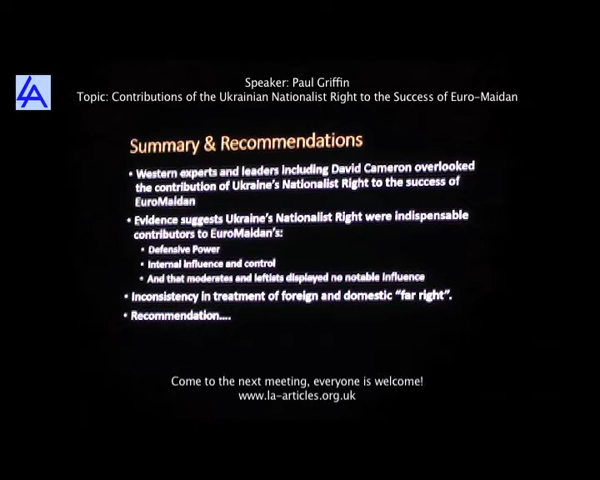 Speaker: Paul Griffin
LA
Topic: Contributions of the Ukrainian Nationalist Right to the Success of Euro-Maidan
Summary & Recommendations
• Western experts and leaders including David Cameron overlooked
the contribution of Ukraine's Nationalist Right to the success of
EuroMaidan
• Evidence suggests Ukraine's Nationalist Right were indispensable
contributors to EuroMaidan's:
• Defensive Power
• Internal Influence and control
• And that moderates and leftists displayed no notable influence
• Inconsistency in treatment of foreign and domestic "far right".
• Recommendation....
Come to the next meeting, everyone is welcome!
www.la-articles.org.uk